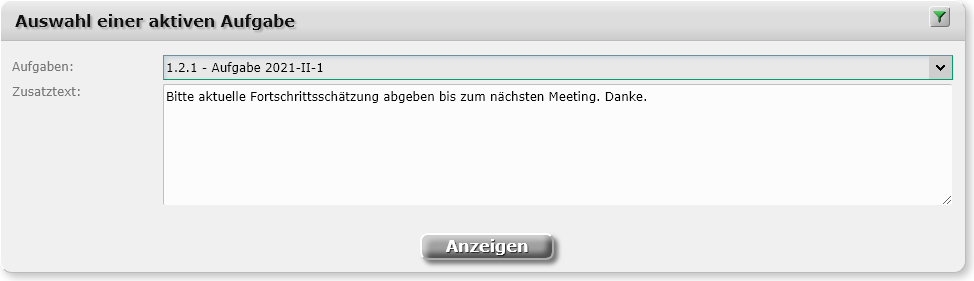 Auswahl einer aktiven Aufgabe
Aufgaben:
1.2.1 - Aufgabe 2021-II-1
Zusatztext:
Bitte aktuelle Fortschrittsschätzung abgeben bis zum nächsten Meeting. Danke.
Anzeigen